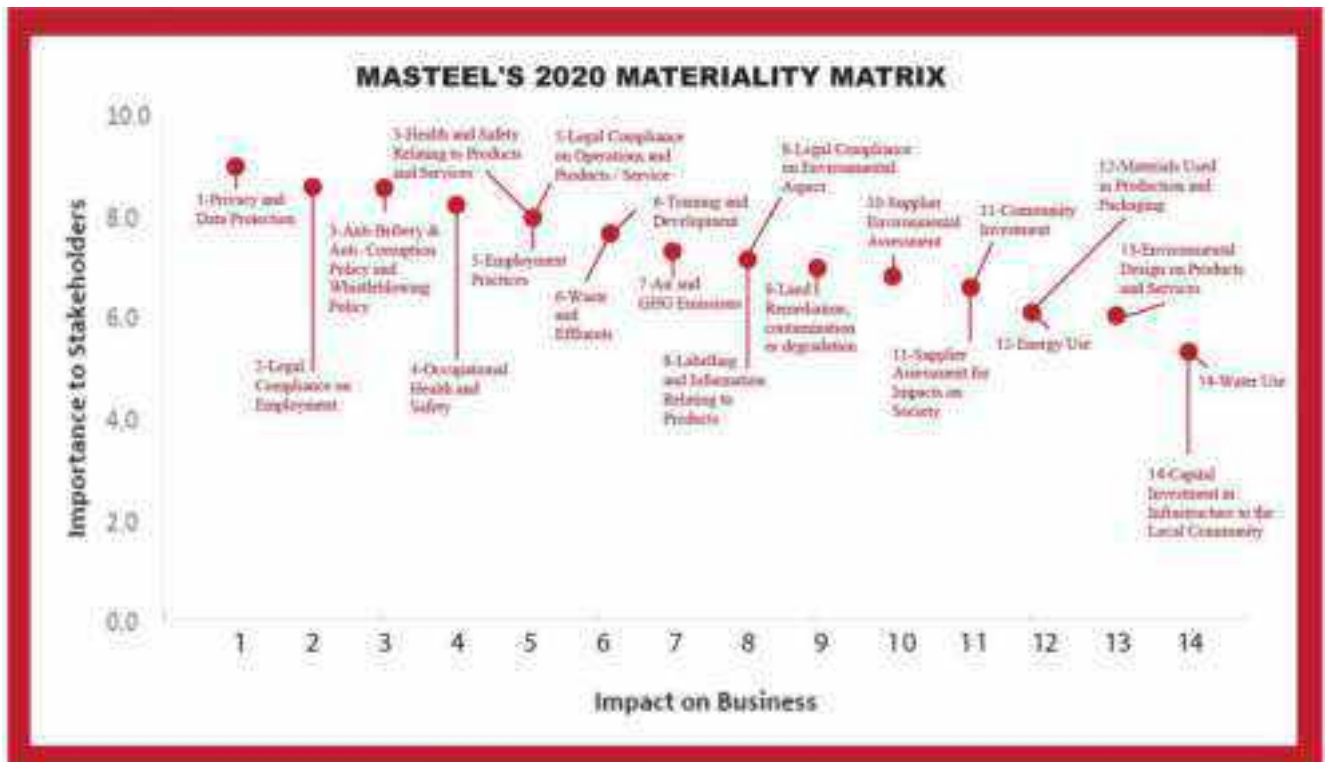 MASTEEL'S 2020 MATERIALITY MATRIX
Importance to Stakeholders
10.0
8.0
6.0
4.0
2.0
0.0
1-Privacy and
Data Protection
2-Legal
Compliance on
Employment
3-Anti-Bribery &
Anti-Corruption
Policy and
Whistleblowing
Policy
4-Occupational
Health and
Safety
5-Health and Safety
Relating to Products
and Services
5-Legal Compliance
on Operations and
Products / Service
5-Employment
Practices
6-Waste
and
Effluents
6-Training and
Development
7-Air and
GHG Emissions
8-Legal Compliance
on Environmental
Aspect
8-Labelling
and Information
Relating to
Products
9-Land
Remediation,
contamination
or degradation
10-Supplier
Environmental
Assessment
11-Community
Investment
11-Supplier
Assessment for
Impacts on
Society
12-Materials Used
in Production and
Packaging
12-Energy Use
13-Environmental
Design on Products
and Services
14-Water Use
14-Capital
Investment in
Infrastructure to the
Local Community
1 2 3 4 5 6 7 8 9 10 11 12 13 14
Impact on Business